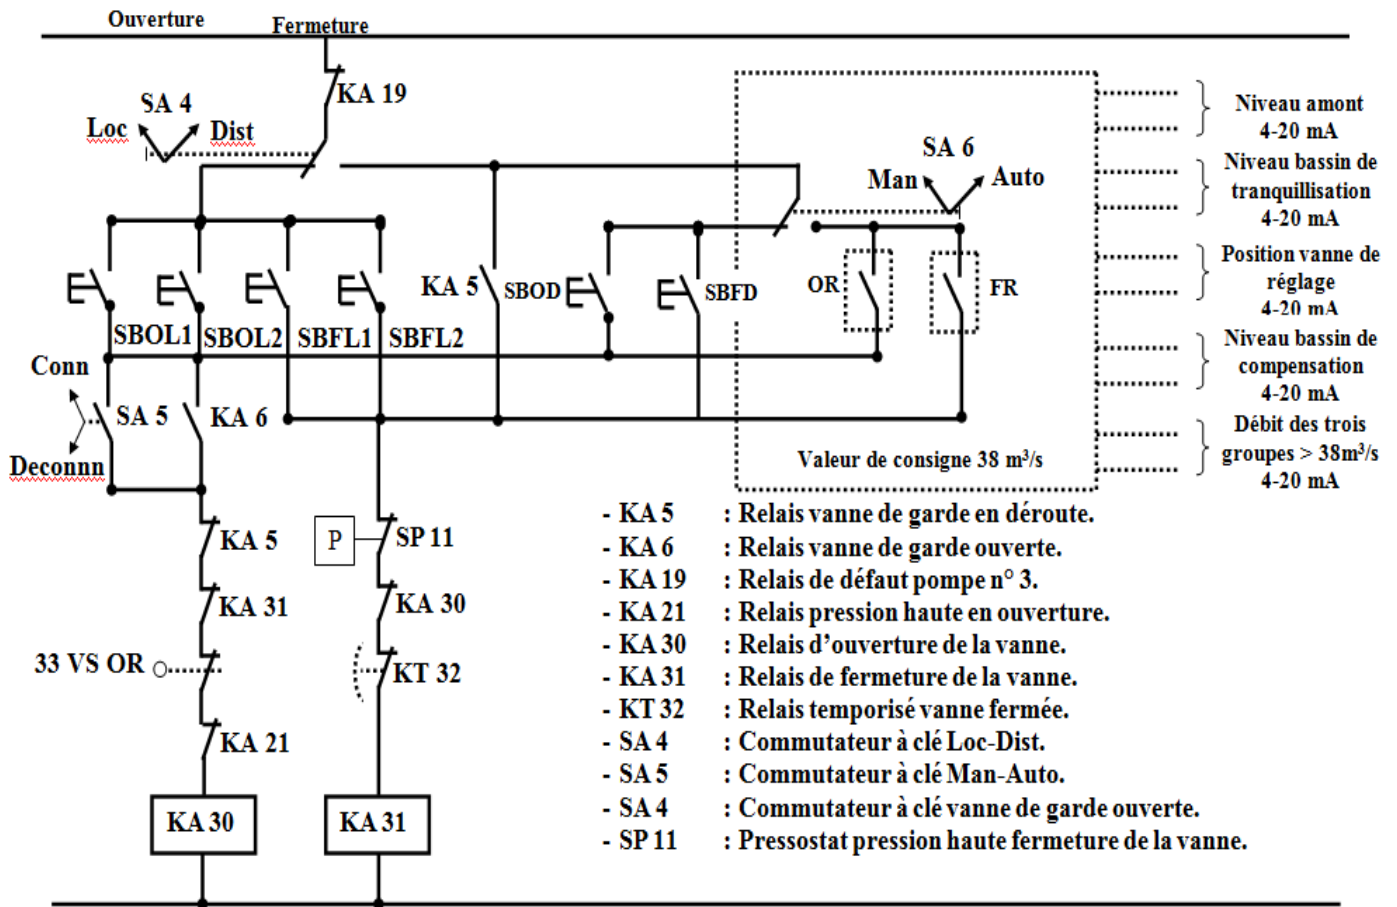 Ouverture
Fermeture
KA 19
SA 4
Loc
Dist
SA 6
Man
Auto
Niveau amont
4-20 mA
Niveau bassin de
tranquillisation
4-20 mA
Position vanne de
réglage
4-20 mA
Niveau bassin de
compensation
4-20 mA
Débit des trois
groupes > 38m³/s
4-20 mA
KA 5
SBOD
SBFD
OR
FR
SBOL1
SBOL2
SBFL1
SBFL2
Conn
SA 5
KA 6
Deconnn
Valeur de consigne 38 m³/s
KA 5
P
SP 11
KA 31
KA 30
33 VS OR
KT 32
KA 21
KA 30
KA 31
- KA 5 : Relais vanne de garde en déroute.
- KA 6 : Relais vanne de garde ouverte.
- KA 19 : Relais de défaut pompe n° 3.
- KA 21 : Relais pression haute en ouverture.
- KA 30 : Relais d'ouverture de la vanne.
- KA 31 : Relais de fermeture de la vanne.
- KT 32 : Relais temporisé vanne fermée.
- SA 4 : Commutateur à clé Loc-Dist.
- SA 5 : Commutateur à clé Man-Auto.
- SA 4 : Commutateur à clé vanne de garde ouverte.
- SP 11 : Pressostat pression haute fermeture de la vanne.